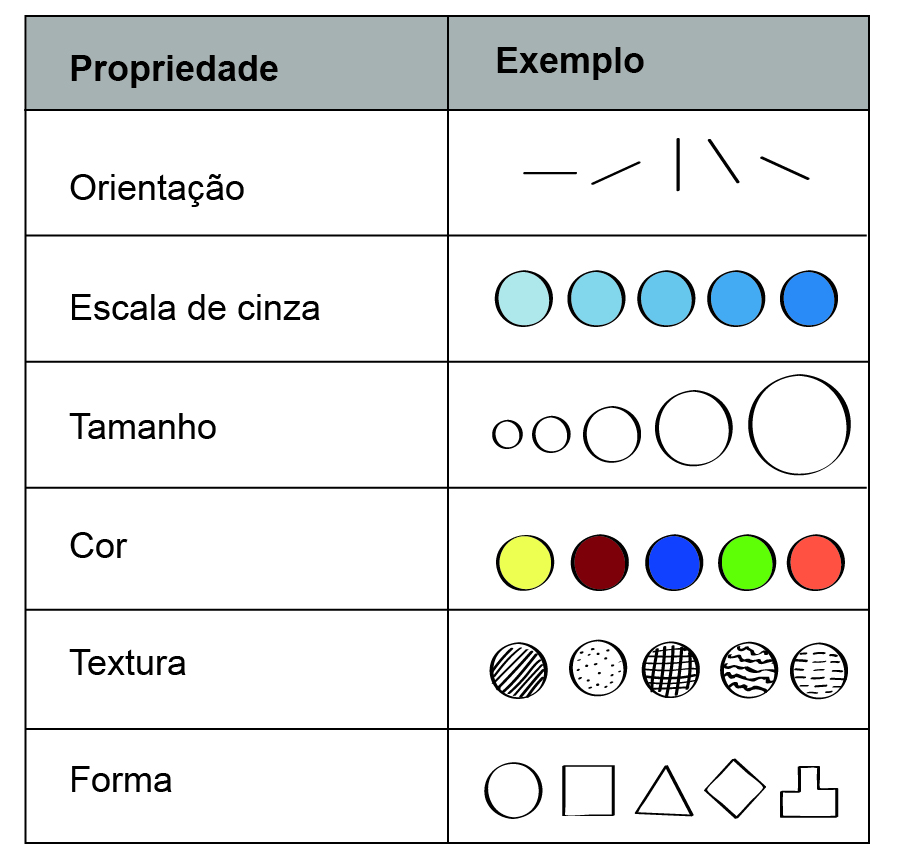 Propriedade
Exemplo
Orientação
Escala de cinza
Tamanho
Cor
Textura
Forma